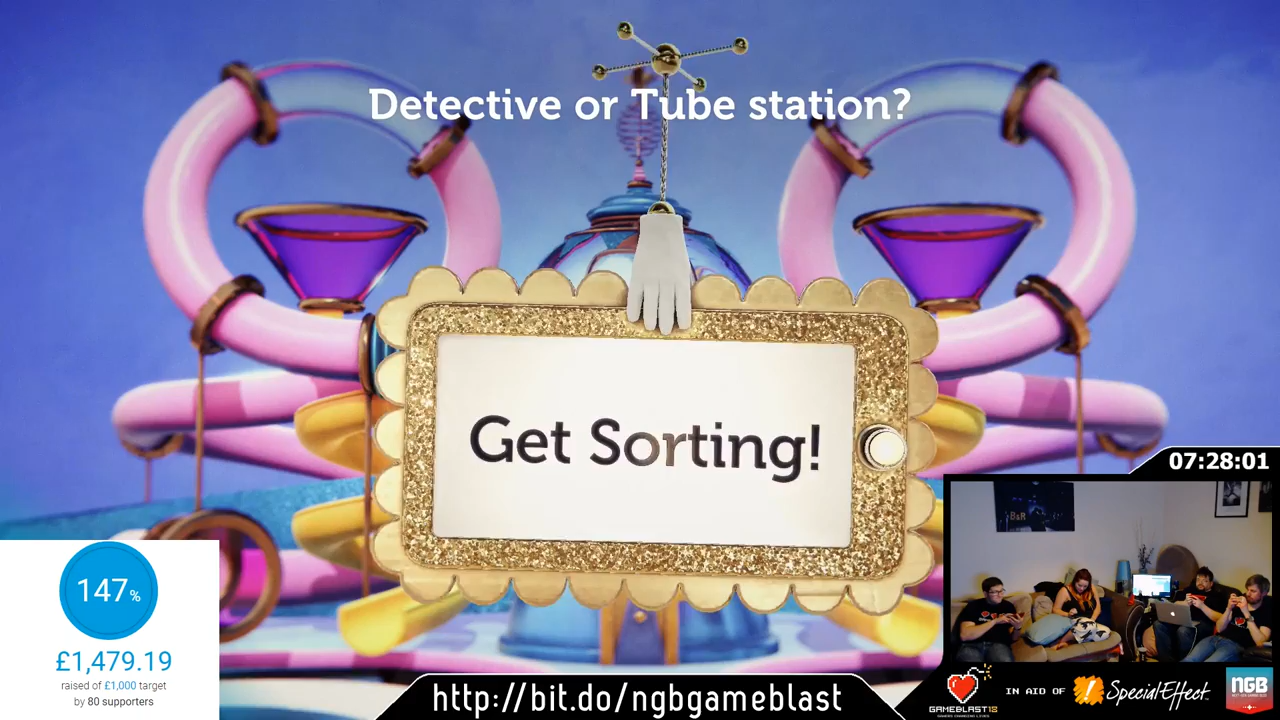 Detective or Tube station?
Get Sorting!
07:28:01
B&R
147%
£1,479.19
raised of £1,000 target
by 80 supporters
http://bit.do/ngbgameblast
GAMEBLAST18
IN AID OF
SpecialEffect
NGB